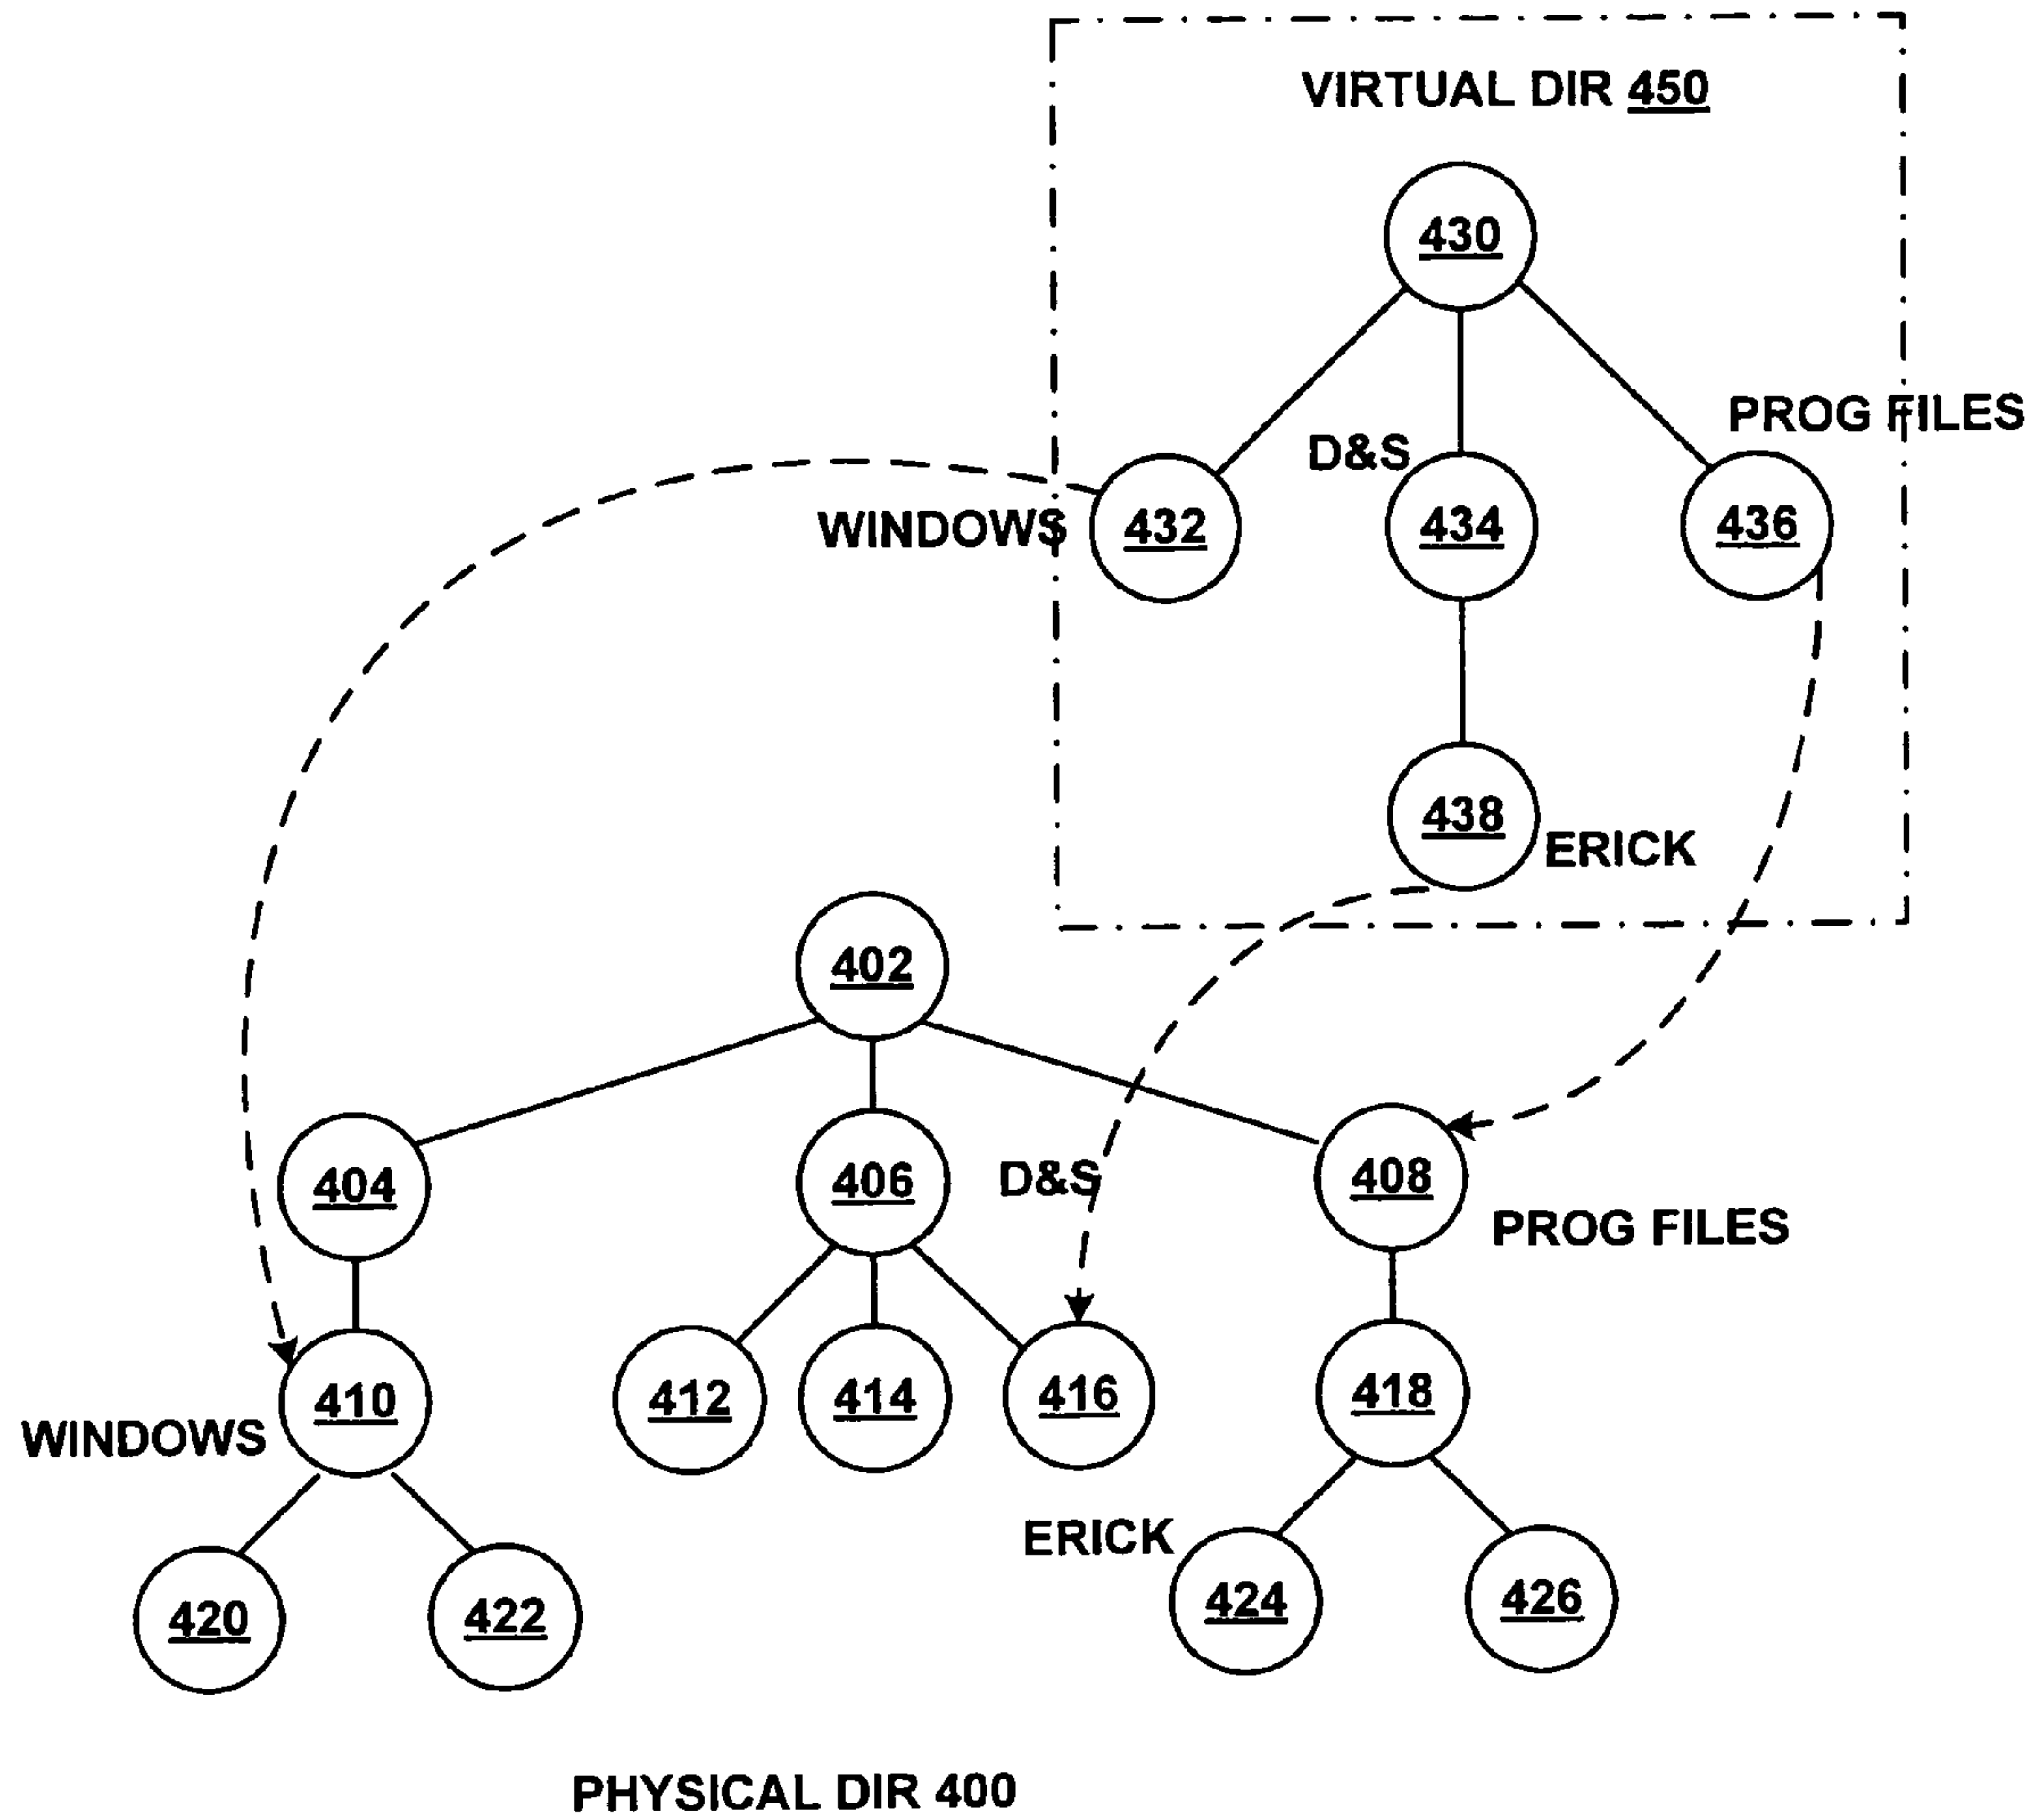 VIRTUAL DIR 450
430
PROG FILES
D&S
WINDOWS
432
434
436
438
ERICK
402
404
406
D&S
408
PROG FILES
410
WINDOWS
412
414
416
418
ERICK
420
422
424
426
PHYSICAL DIR 400